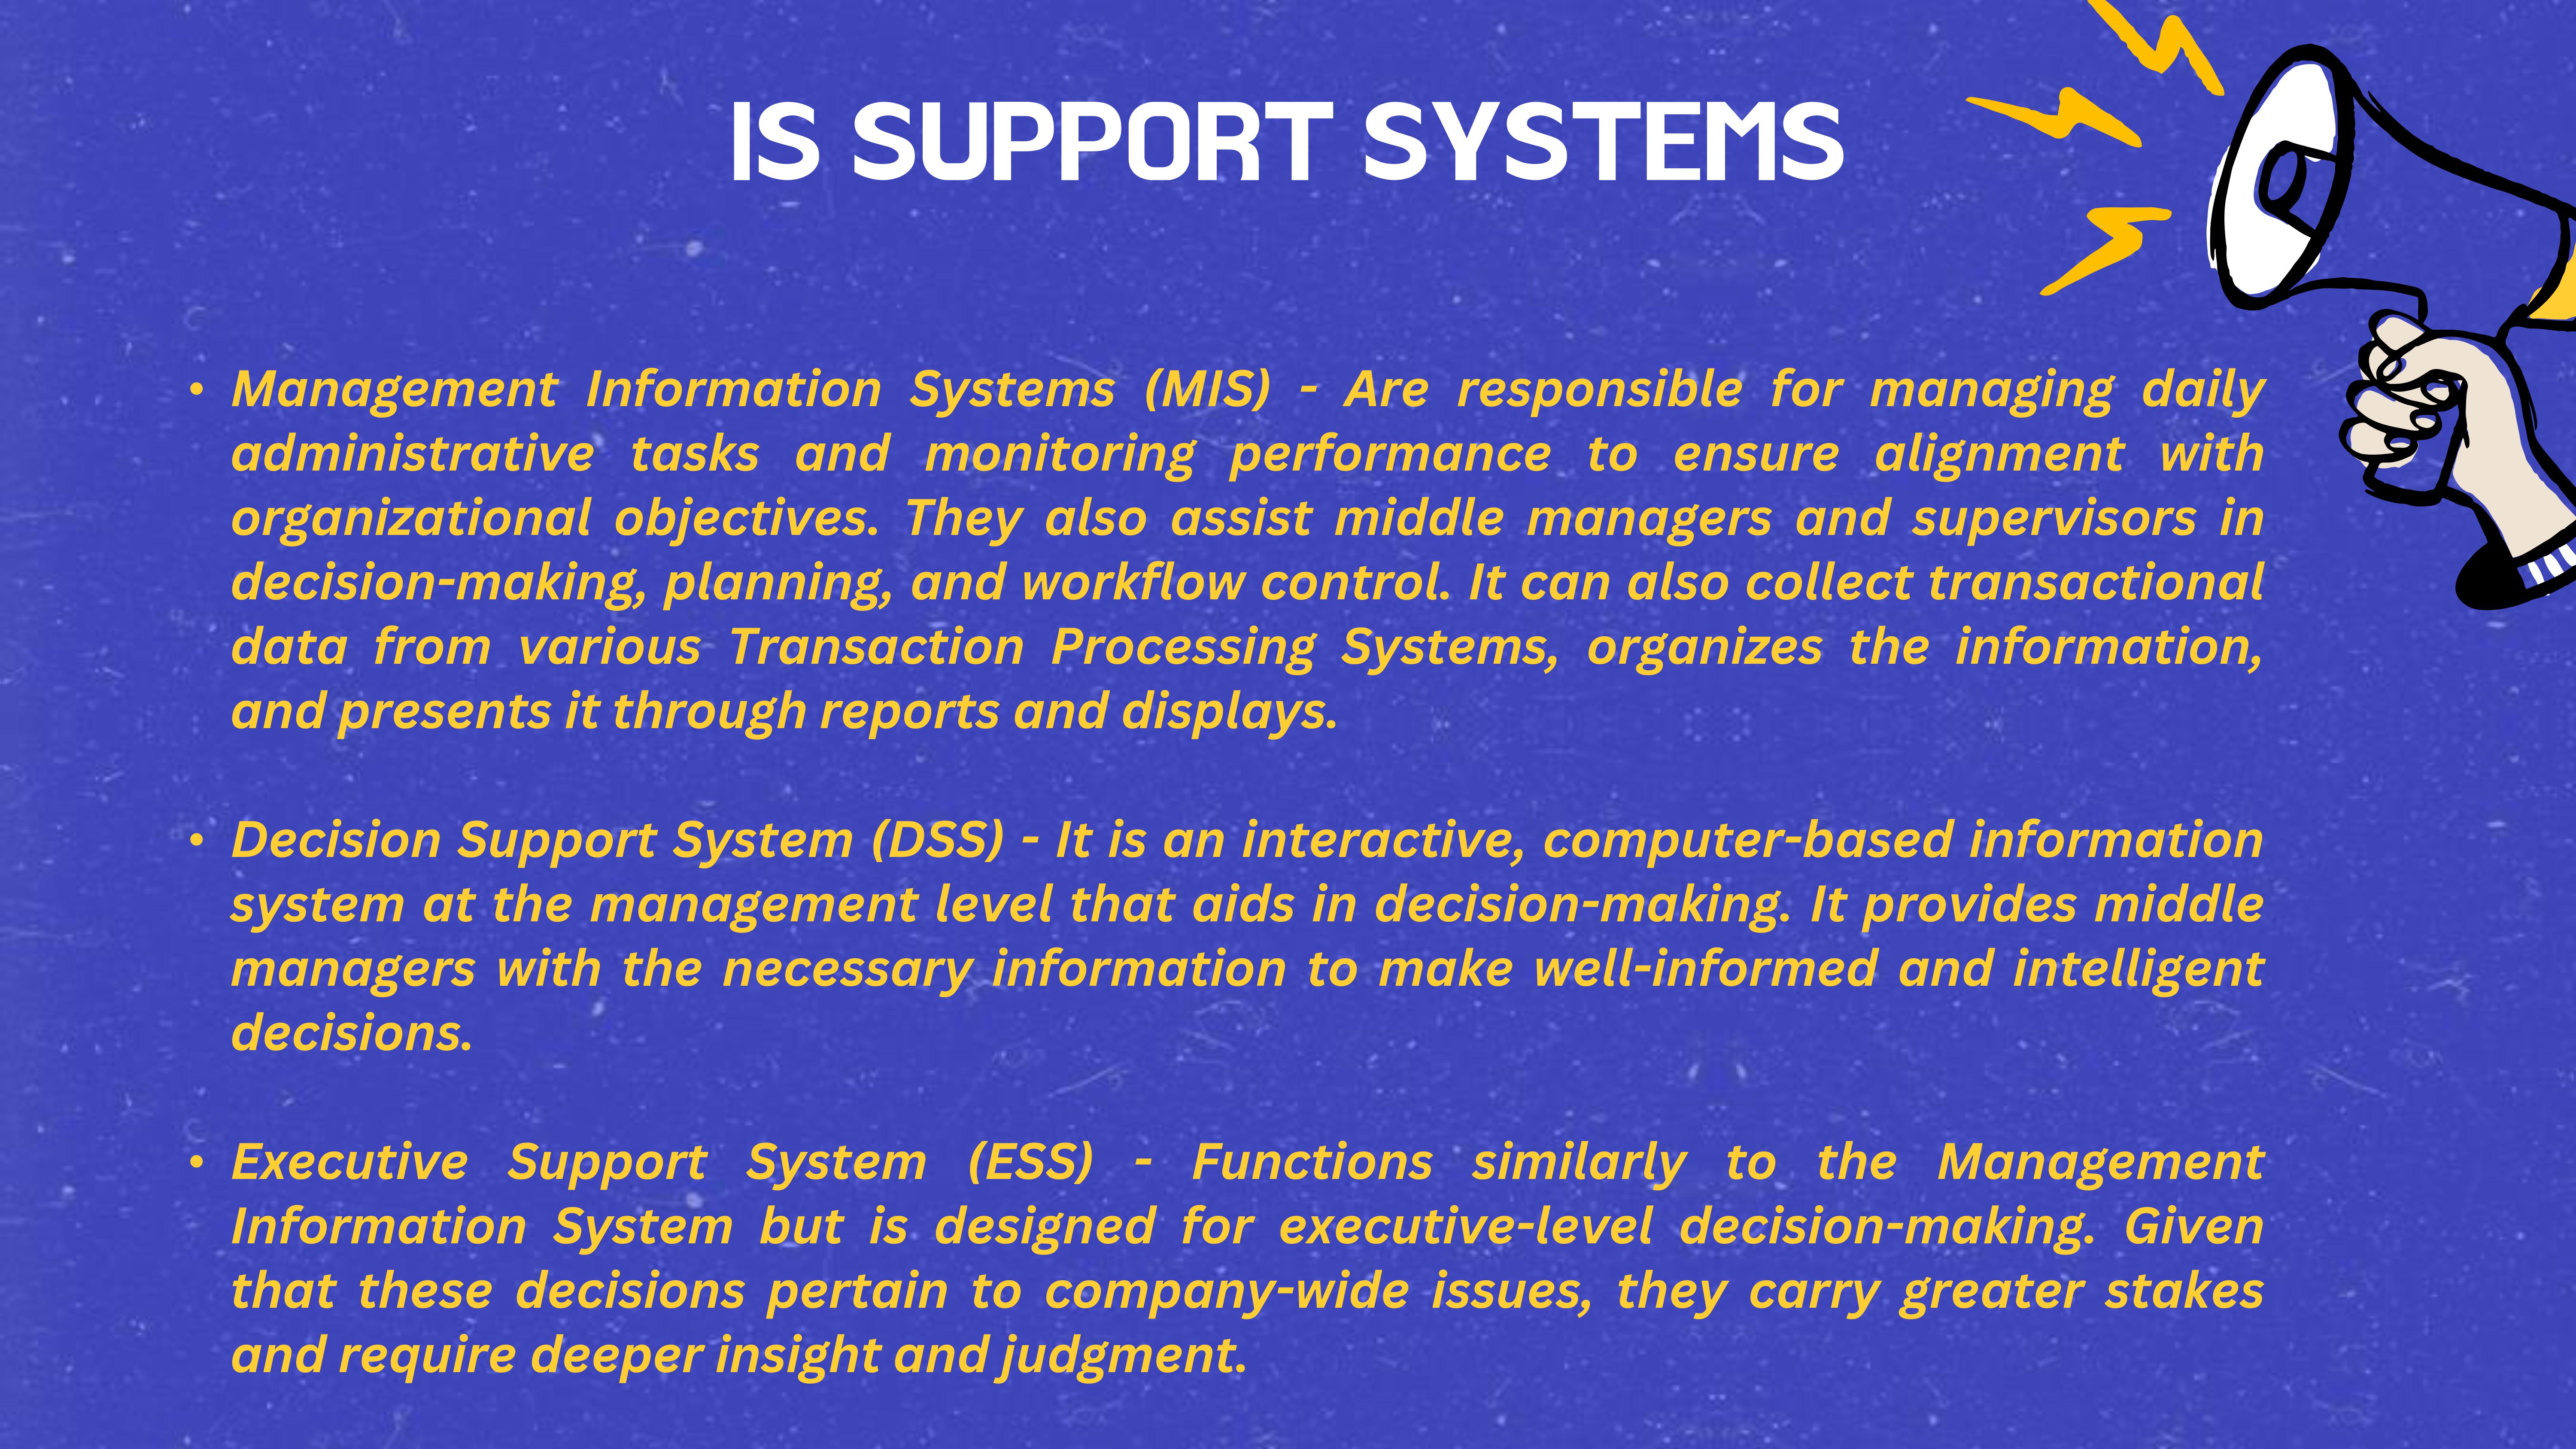 IS SUPPORT SYSTEMS
• Management Information Systems (MIS) - Are responsible for managing daily
administrative tasks and monitoring performance to ensure alignment with
organizational objectives. They also assist middle managers and supervisors in
decision-making, planning, and workflow control. It can also collect transactional
data from various Transaction Processing Systems, organizes the information,
and presents it through reports and displays.
• Decision Support System (DSS) - It is an interactive, computer-based information
system at the management level that aids in decision-making. It provides middle
managers with the necessary information to make well-informed and intelligent
decisions.
• Executive Support System (ESS) - Functions similarly to the Management
Information System but is designed for executive-level decision-making. Given
that these decisions pertain to company-wide issues, they carry greater stakes
and require deeper insight and judgment.